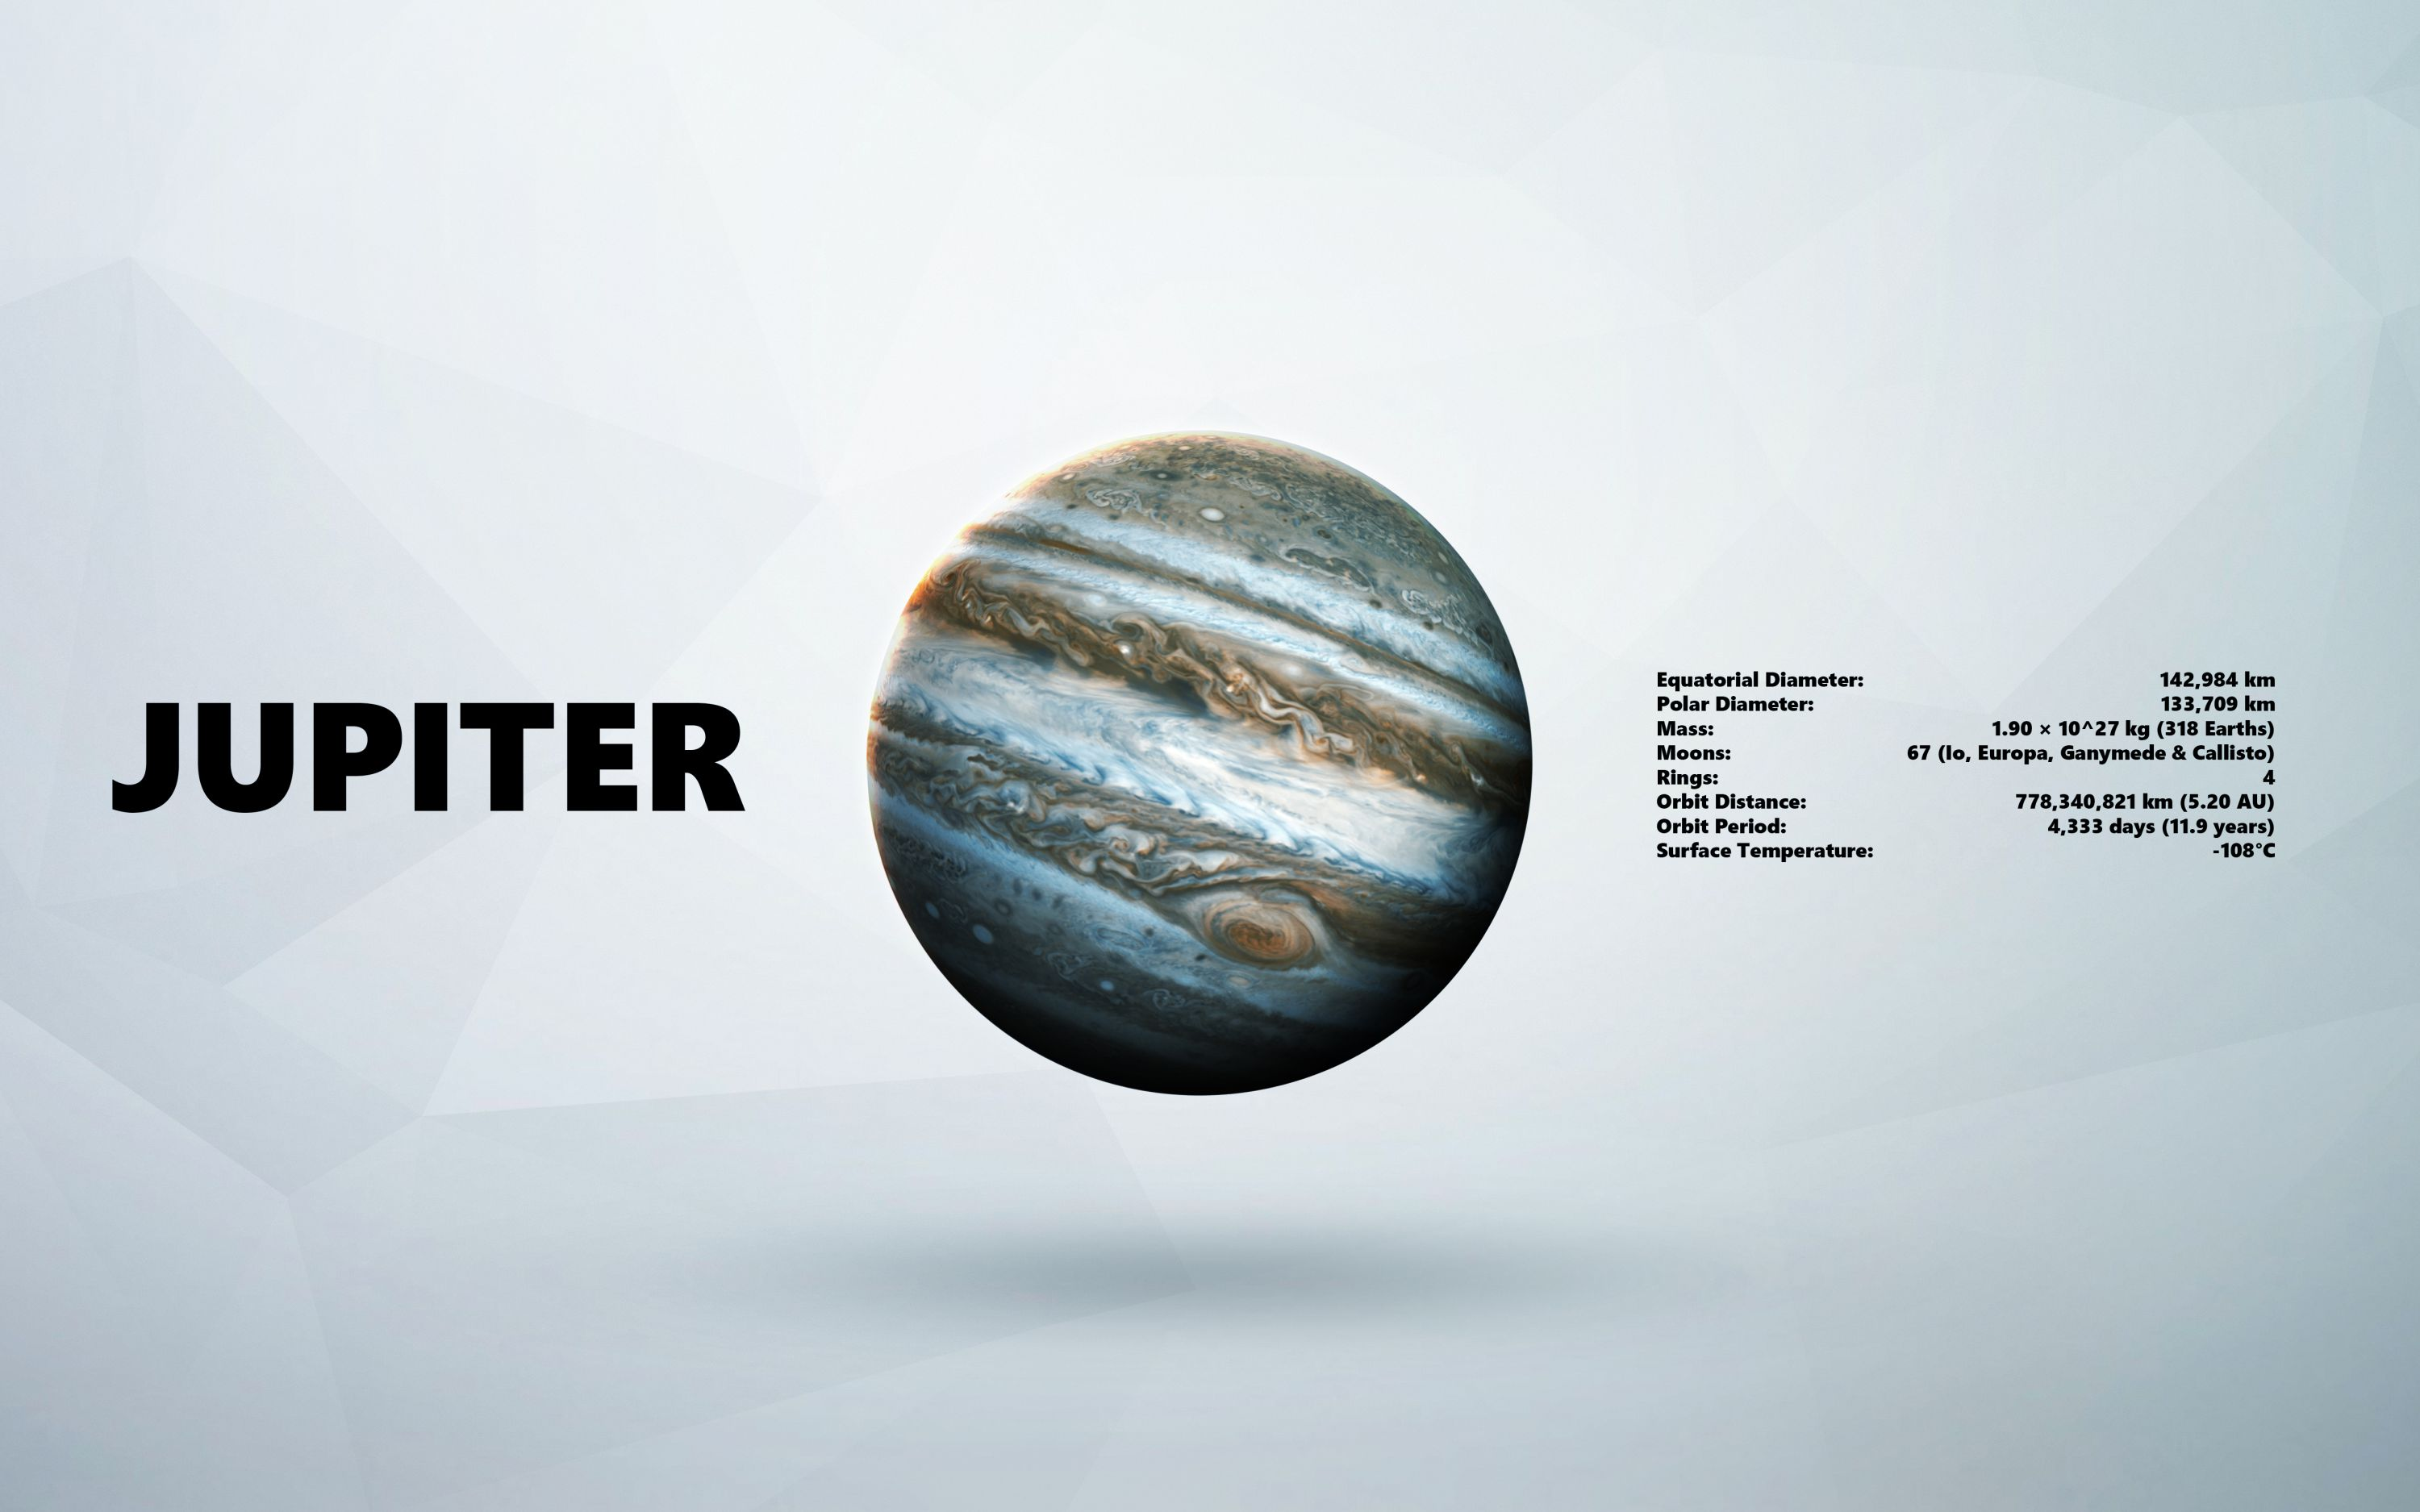 JUPITER
Equatorial Diameter: 142,984 km
Polar Diameter: 133,709 km
Mass: 1.90 × 10^27 kg (318 Earths)
Moons: 67 (Io, Europa, Ganymede & Callisto)
Rings: 4
Orbit Distance: 778,340,821 km (5.20 AU)
Orbit Period: 4,333 days (11.9 years)
Surface Temperature: -108°C